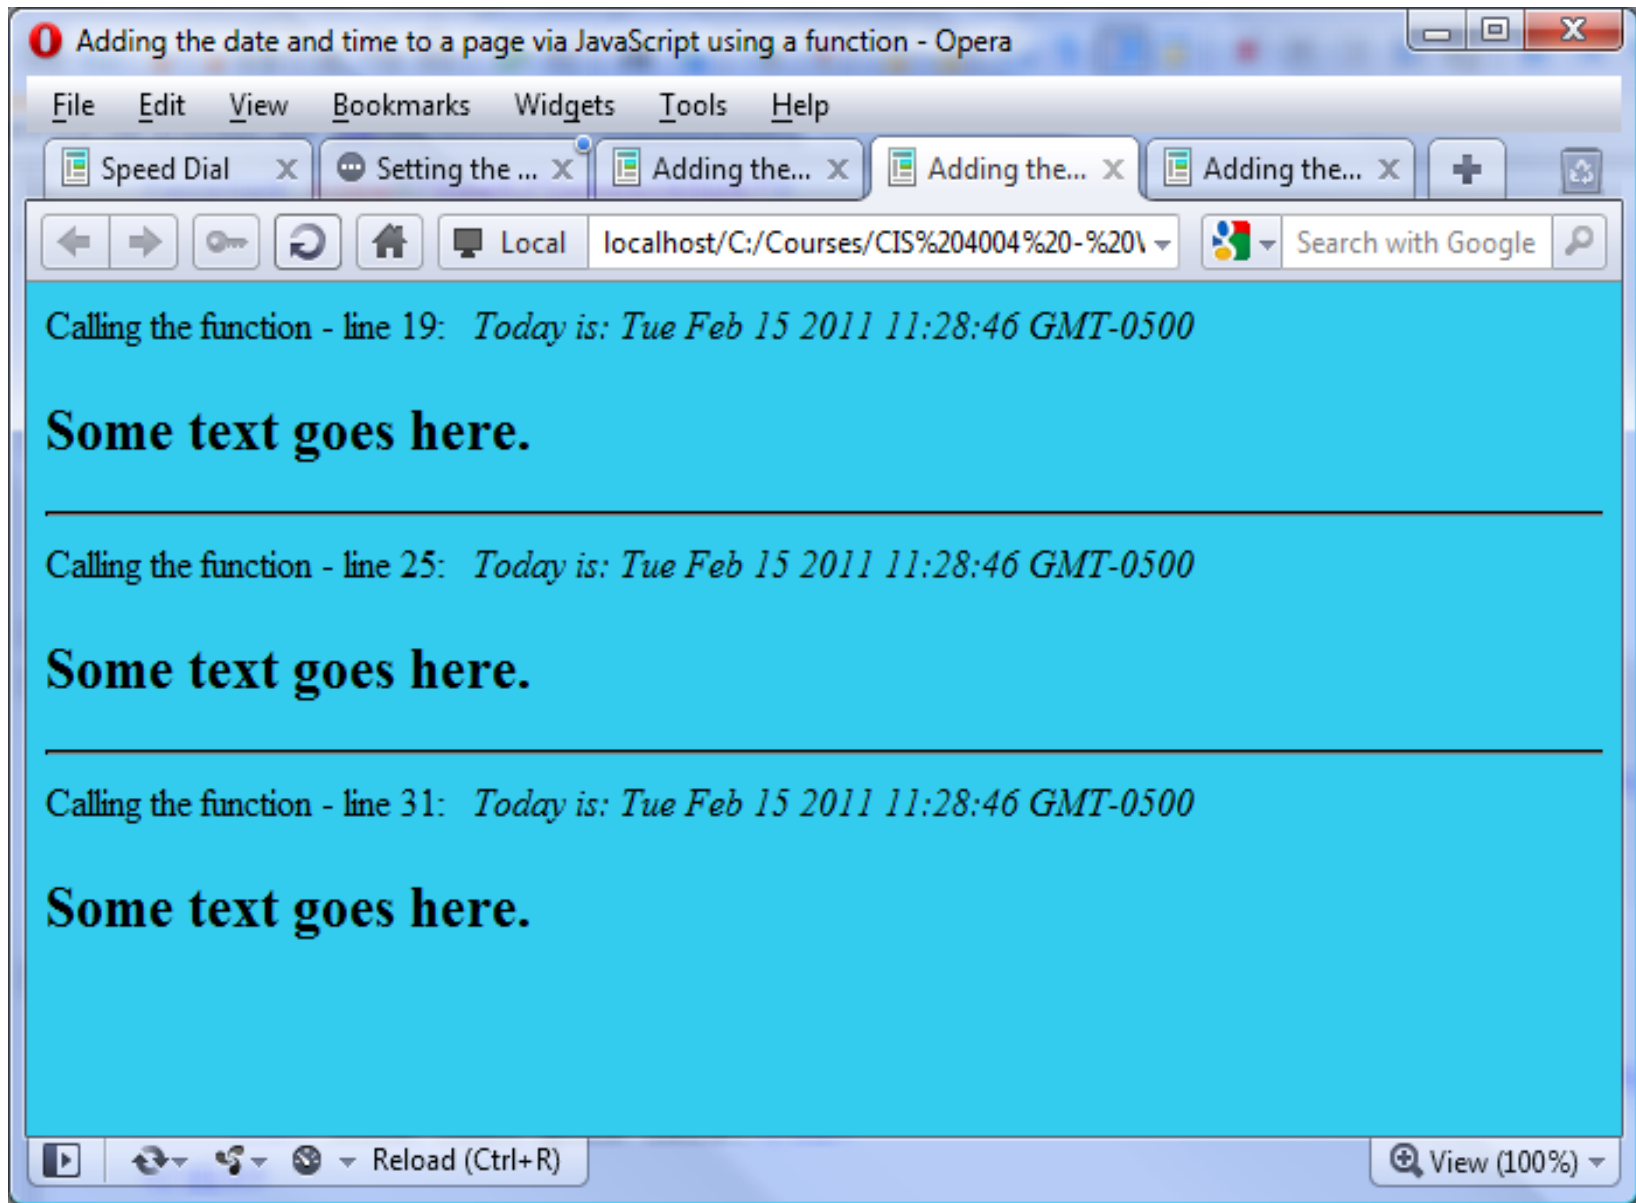 Adding the date and time to a page via JavaScript using a function - Opera
File Edit View Bookmarks Widgets Tools Help
Speed Dial Setting the ... Adding the... Adding the... Adding the...
Local localhost/C:/Courses/CIS%204004%20-%20\ Search with Google
Calling the function - line 19: Today is: Tue Feb 15 2011 11:28:46 GMT-0500
Some text goes here.
Calling the function - line 25: Today is: Tue Feb 15 2011 11:28:46 GMT-0500
Some text goes here.
Calling the function - line 31: Today is: Tue Feb 15 2011 11:28:46 GMT-0500
Some text goes here.
Reload (Ctrl+R) View (100%)